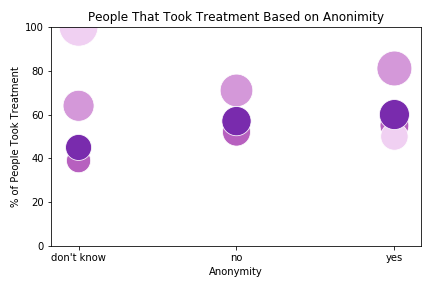 People That Took Treatment Based on Anonimity
% of People Took Treatment
100
80
60
40
20
0
don't know
no
yes
Anonymity